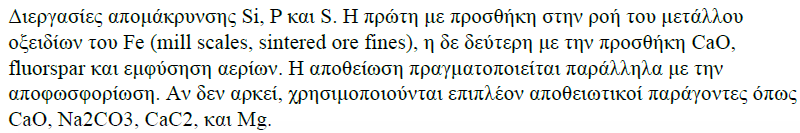 Διεργασίες απομάκρυνσης Si, P και S. Η πρώτη με προσθήκη στην ροή του μετάλλου
οξειδίων του Fe (mill scales, sintered ore fines), η δε δεύτερη με την προσθήκη CaO,
fluorspar και εμφύσηση αερίων. Η αποθείωση πραγματοποιείται παράλληλα με την
αποφωσφορίωση. Αν δεν αρκεί, χρησιμοποιούνται επιπλέον αποθειωτικοί παράγοντες όπως
CaO, Na2CO3, CaC2, και Mg.